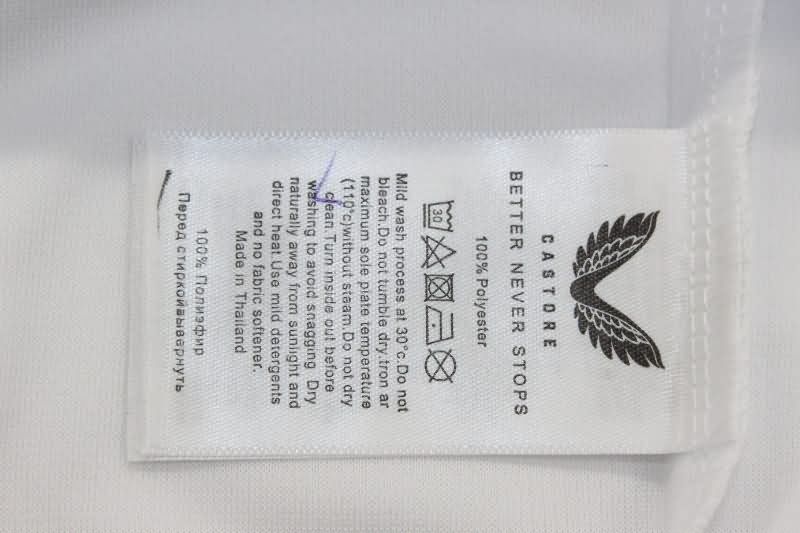 CASTORE
BETTER NEVER STOPS
100% Polyester
30
Mild wash process at 30°c.Do not
bleach.Do not tumble dry.tron ar
maximum sole plate temperature
(110°c)without steam.Do not dry
clean.Turn inside out before
washing to avoid snagging Dry
naturally away from sunlight and
direct heat.Use mild detergents
and no fabric softener.
Made in Thailand
100% Полиэфир
Перед стиркойвывернуть